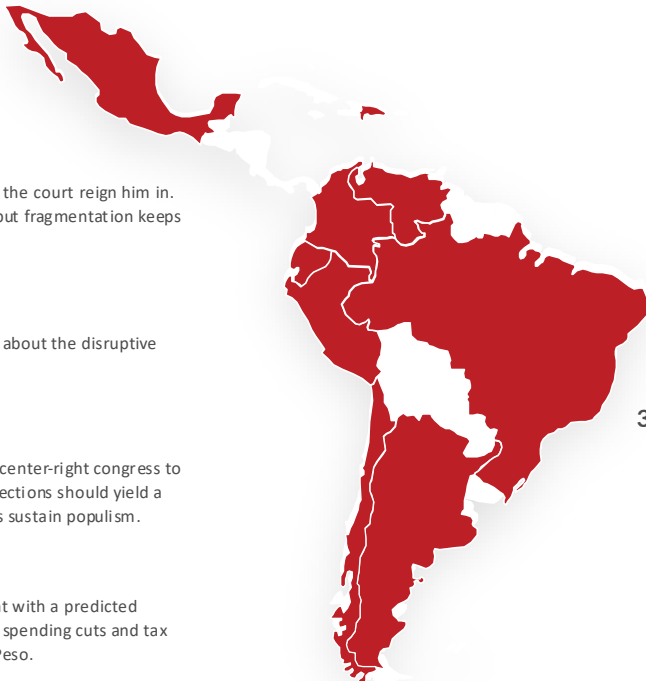 the court reign him in.
out fragmentation keeps
about the disruptive
3
center-right congress to
ections should yield a
s sustain populism.
t with a predicted
spending cuts and tax
Peso.